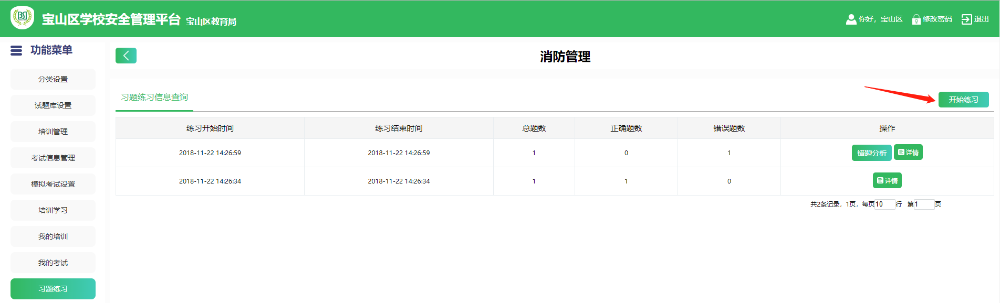 宝山区学校安全管理平台 宝山区教育局
你好，宝山区 修改密码 退出
功能菜单
消防管理
分类设置
试题库设置
培训管理
考试信息管理
模拟考试设置
培训学习
我的培训
我的考试
习题练习
习题练习信息查询
开始练习
练习开始时间 练习结束时间 总题数 正确题数 错误题数 操作
2018-11-22 14:26:59 2018-11-22 14:26:59 1 0 1 错题分析 详情
2018-11-22 14:26:34 2018-11-22 14:26:34 1 1 0 详情
共2条记录，1页，每页10行 第1页